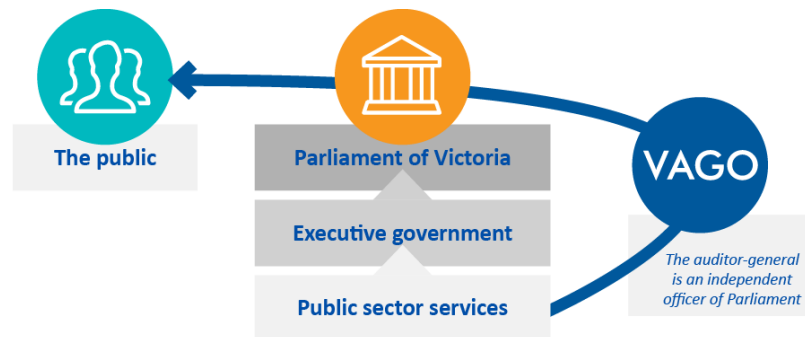 The public
Parliament of Victoria
VAGO
Executive government
The auditor-general
is an independent
officer of Parliament
Public sector services